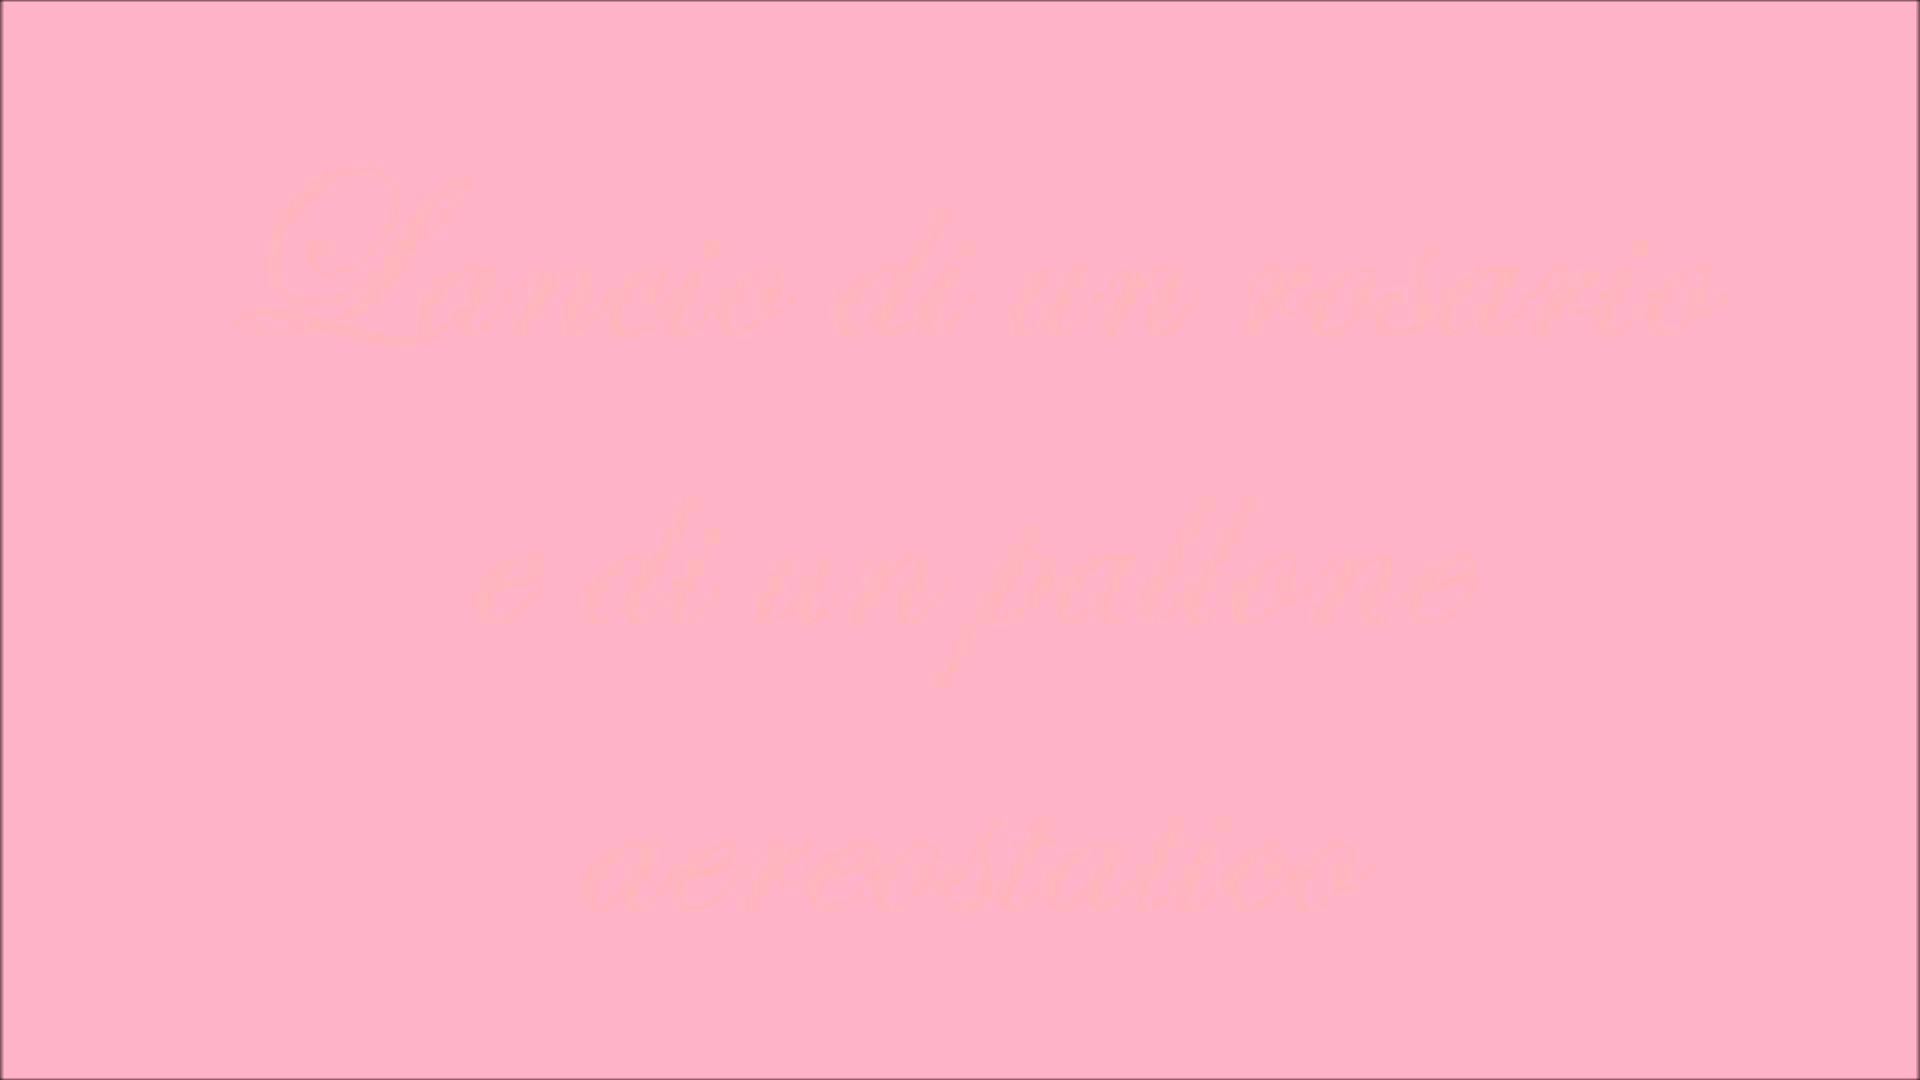 Lancio di un rosario
e di un pallone
aereostatico